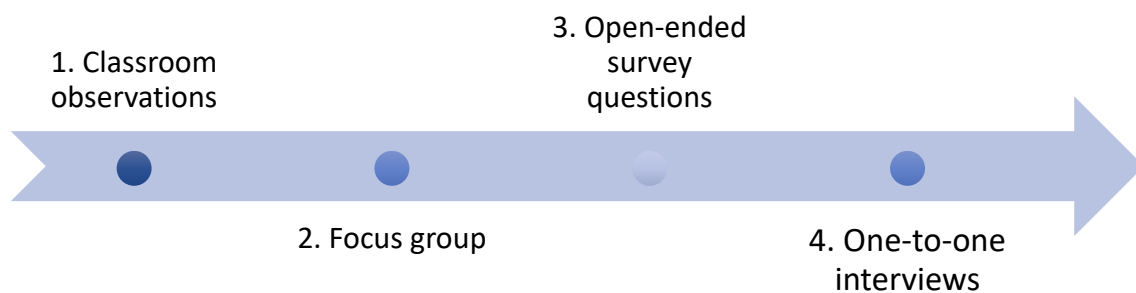 1. Classroom
observations
2. Focus group
3. Open-ended
survey
questions
4. One-to-one
interviews